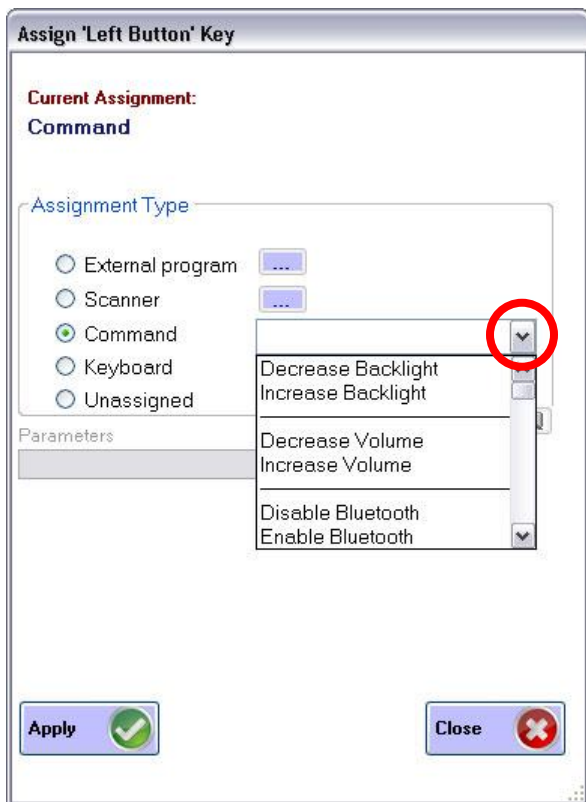 Assign 'Left Button' Key
Current Assignment:
Command
Assignment Type
External program ...
Scanner ...
Command
Keyboard
Unassigned
Decrease Backlight
Increase Backlight
Decrease Volume
Increase Volume
Disable Bluetooth
Enable Bluetooth
Parameters
Apply
Close